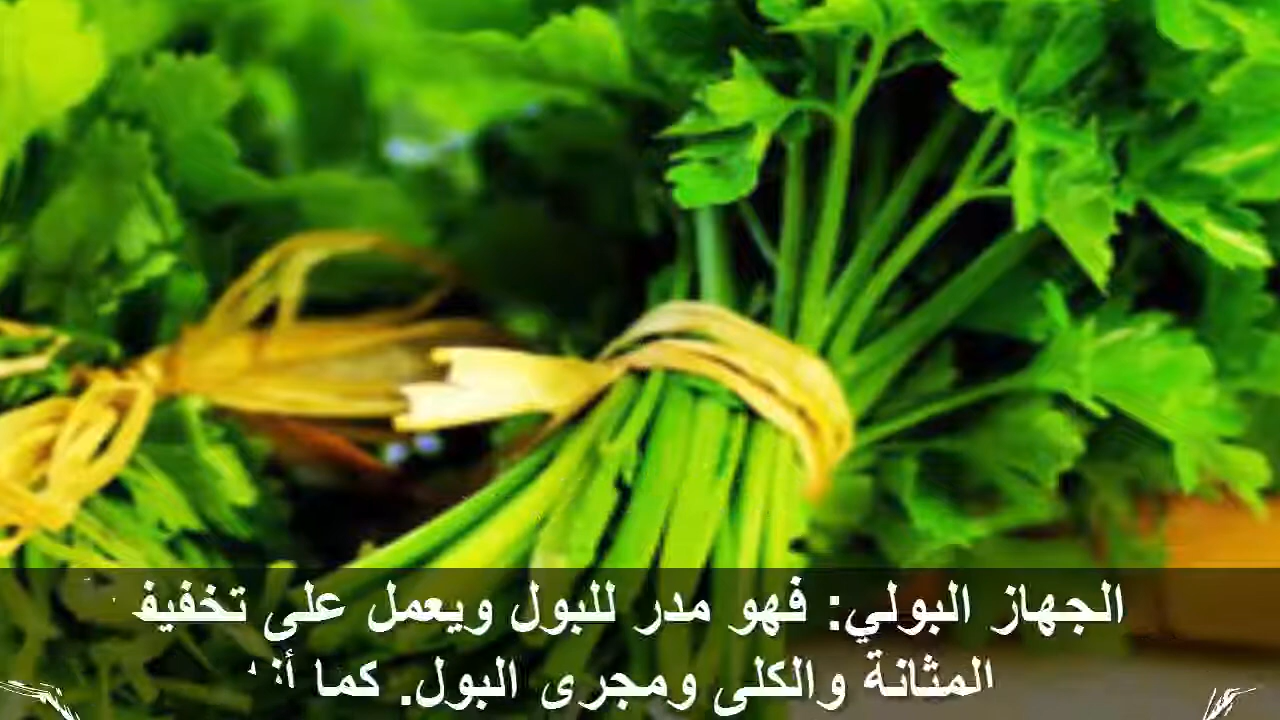 الجهاز البولي: فهو مدر للبول ويعمل على تخفيف
المثانة والكلى ومجرى البول. كما